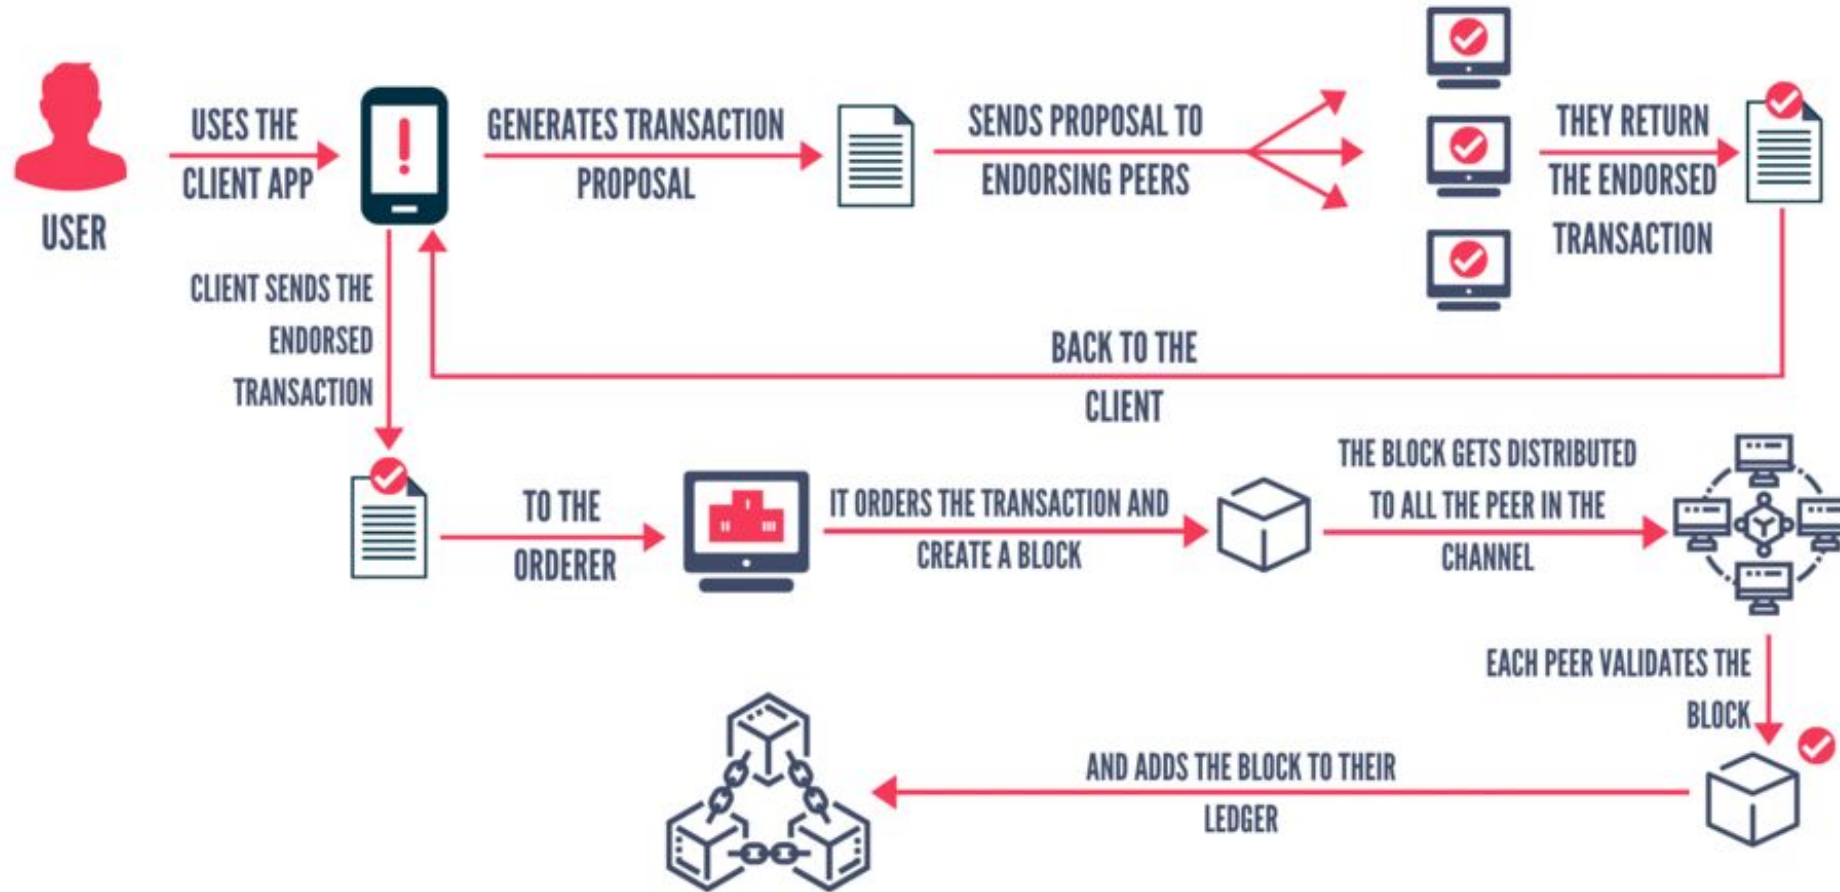 USES THE
CLIENT APP
USER
GENERATES TRANSACTION
PROPOSAL
SENDS PROPOSAL TO
ENDORSING PEERS
THEY RETURN
THE ENDORSED
TRANSACTION
BACK TO THE
CLIENT
CLIENT SENDS THE
ENDORSED
TRANSACTION
TO THE
ORDERER
I
II
III
IT ORDERS THE TRANSACTION AND
CREATE A BLOCK
THE BLOCK GETS DISTRIBUTED
TO ALL THE PEER IN THE
CHANNEL
EACH PEER VALIDATES THE
BLOCK
AND ADDS THE BLOCK TO THEIR
LEDGER